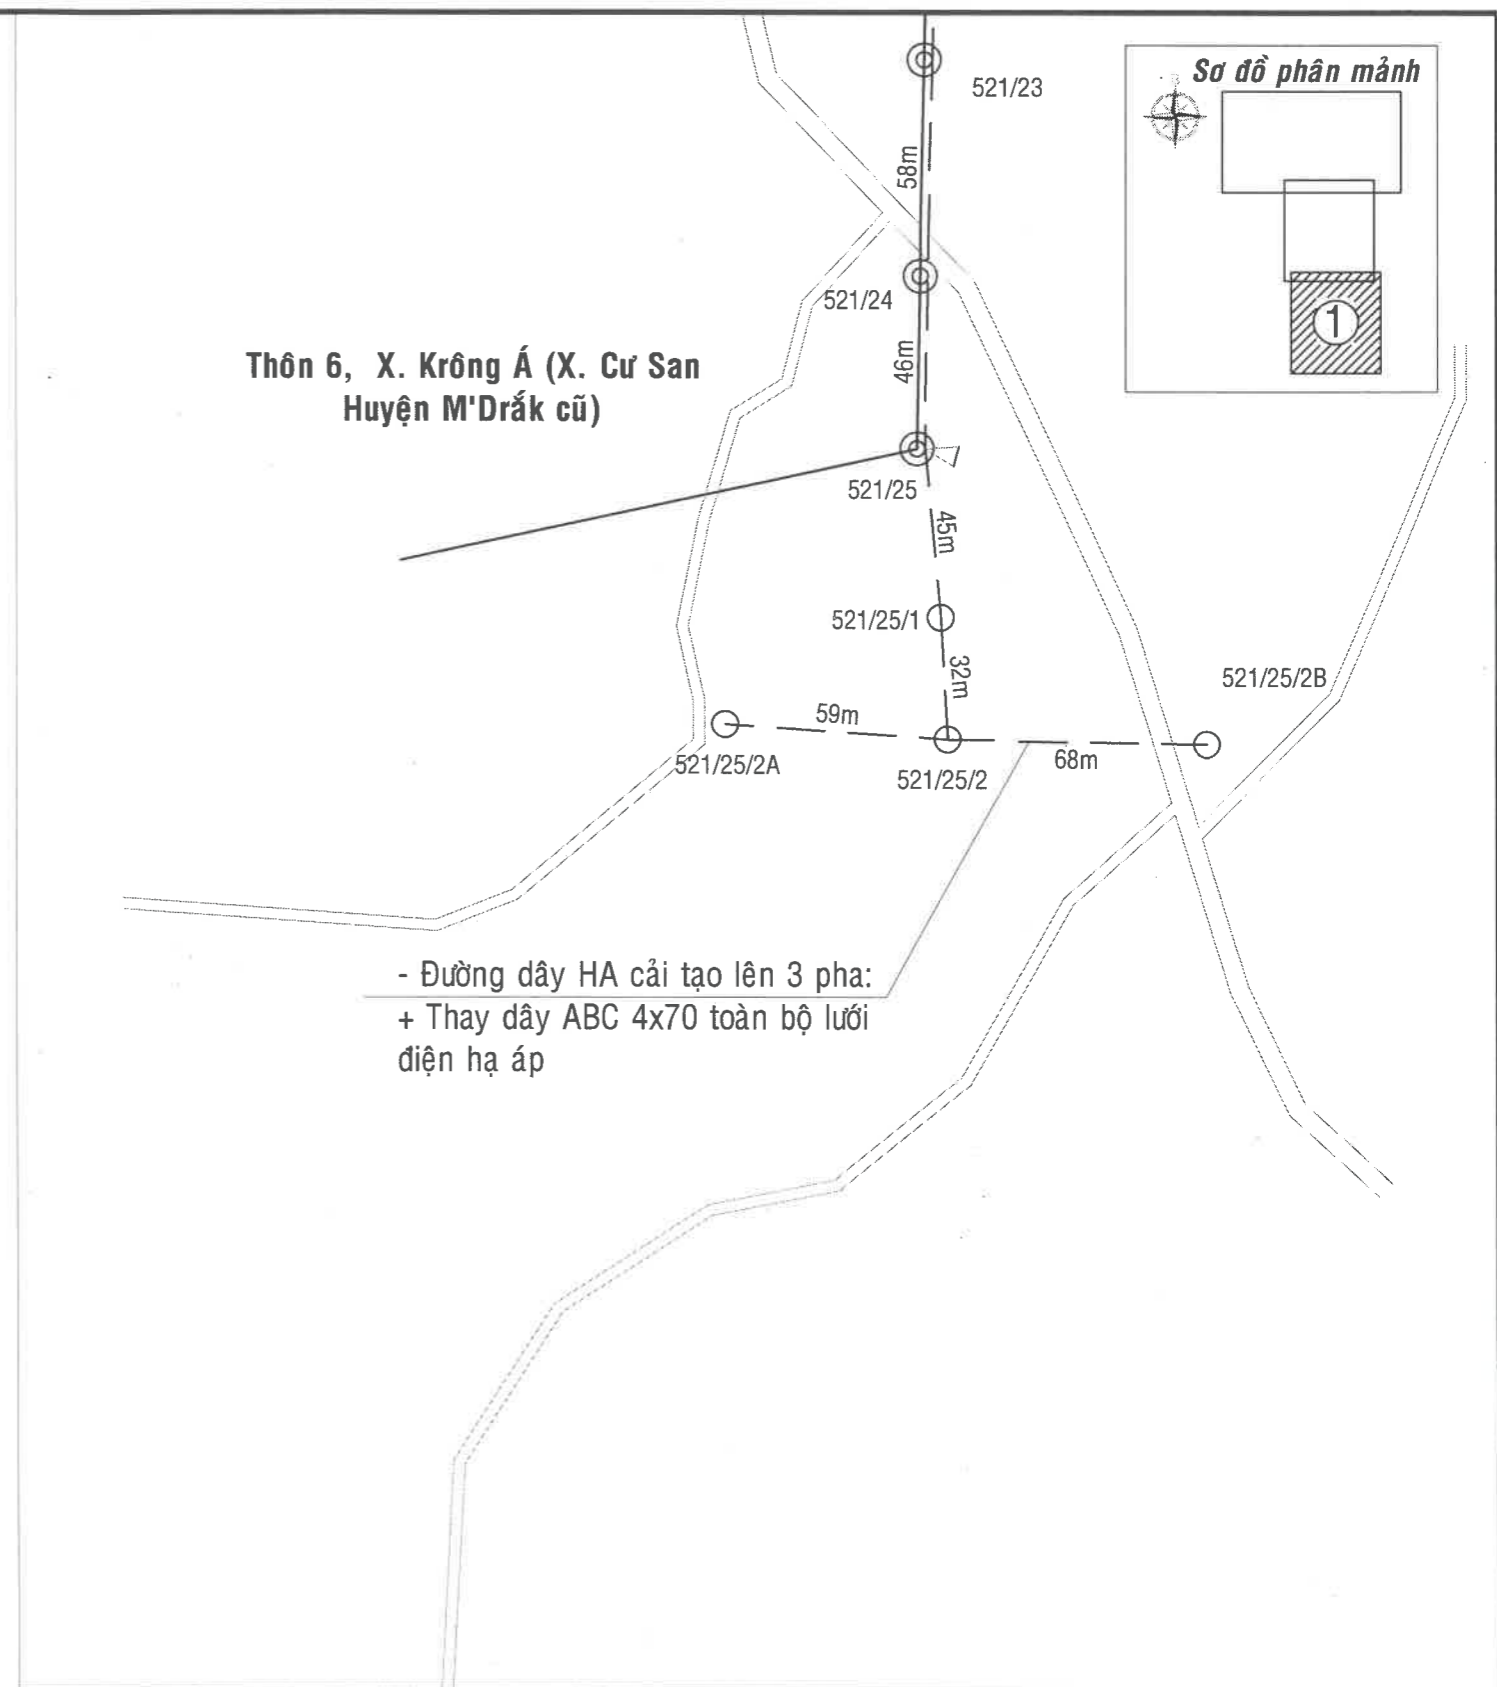 Sơ đồ phân mảnh
521/23
58m
521/24
46m
1
Thôn 6, X. Krông Á (X. Cư San
Huyện M'Drắk cũ)
521/25
45m
521/25/1
32m
521/25/2B
59m
521/25/2A
521/25/2
68m
- Đường dây HA cải tạo lên 3 pha:
+ Thay dây ABC 4x70 toàn bộ lưới
điện hạ áp